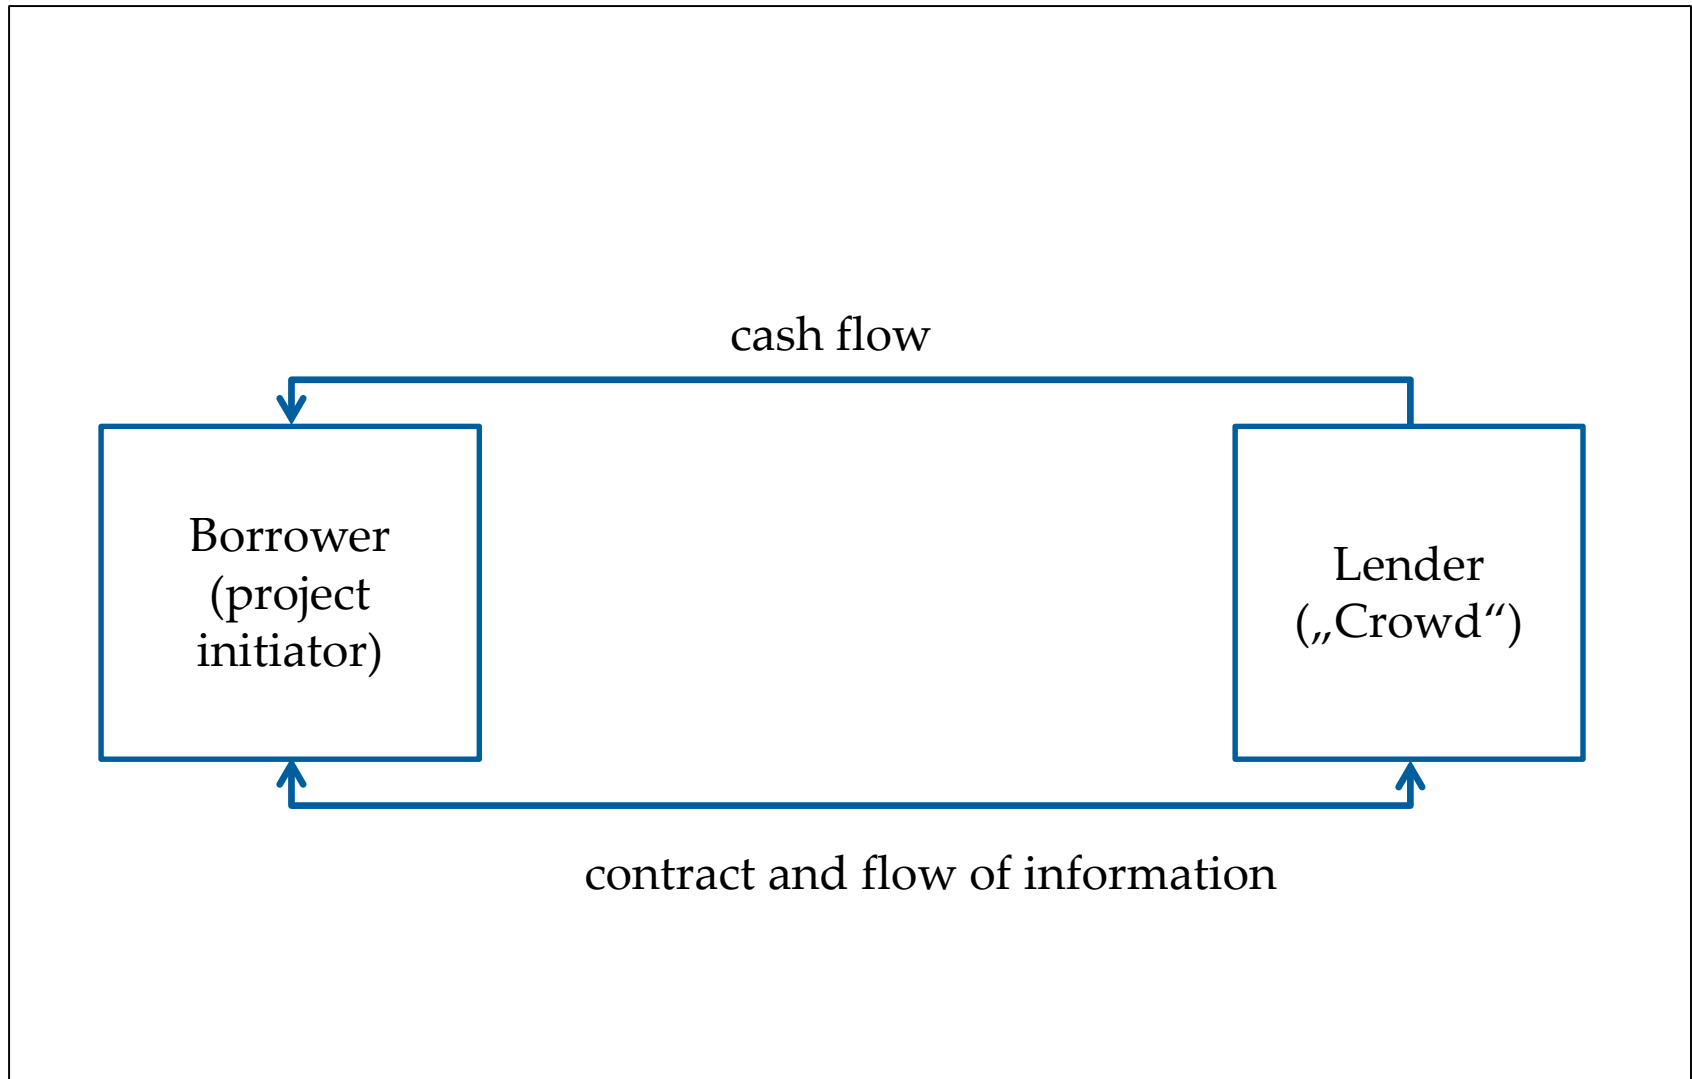 cash flow
Borrower
(project
initiator)
Lender
(„Crowd“)
contract and flow of information